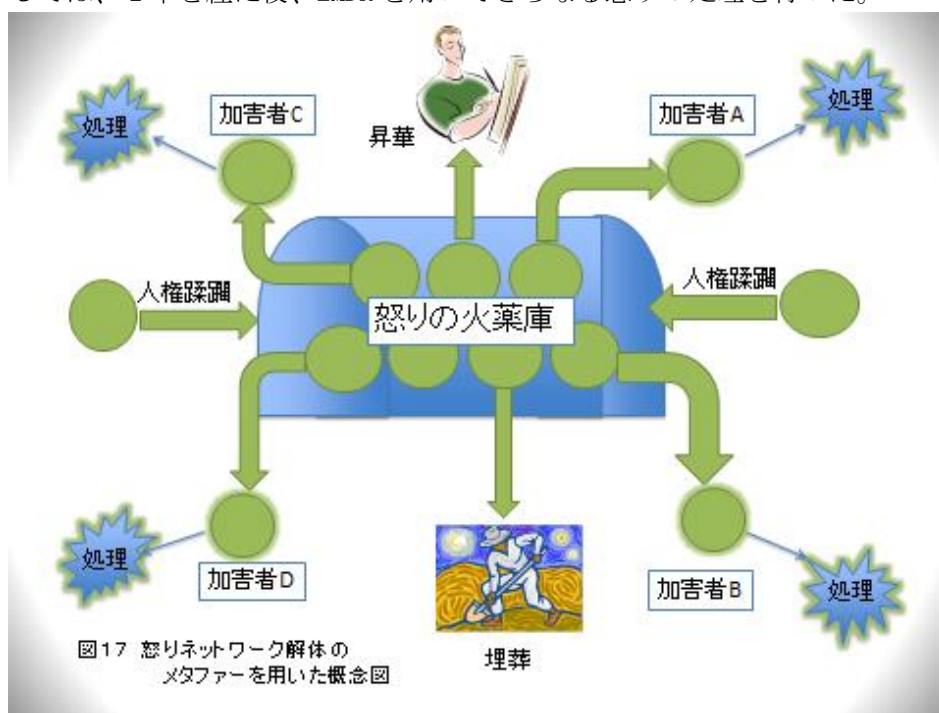 処理
加害者C
昇華
加害者A
処理
人権蹂躙
怒りの火薬庫
人権蹂躙
処理
加害者D
埋葬
加害者B
処理
図17 怒りネットワーク解体の
メタファーを用いた概念図